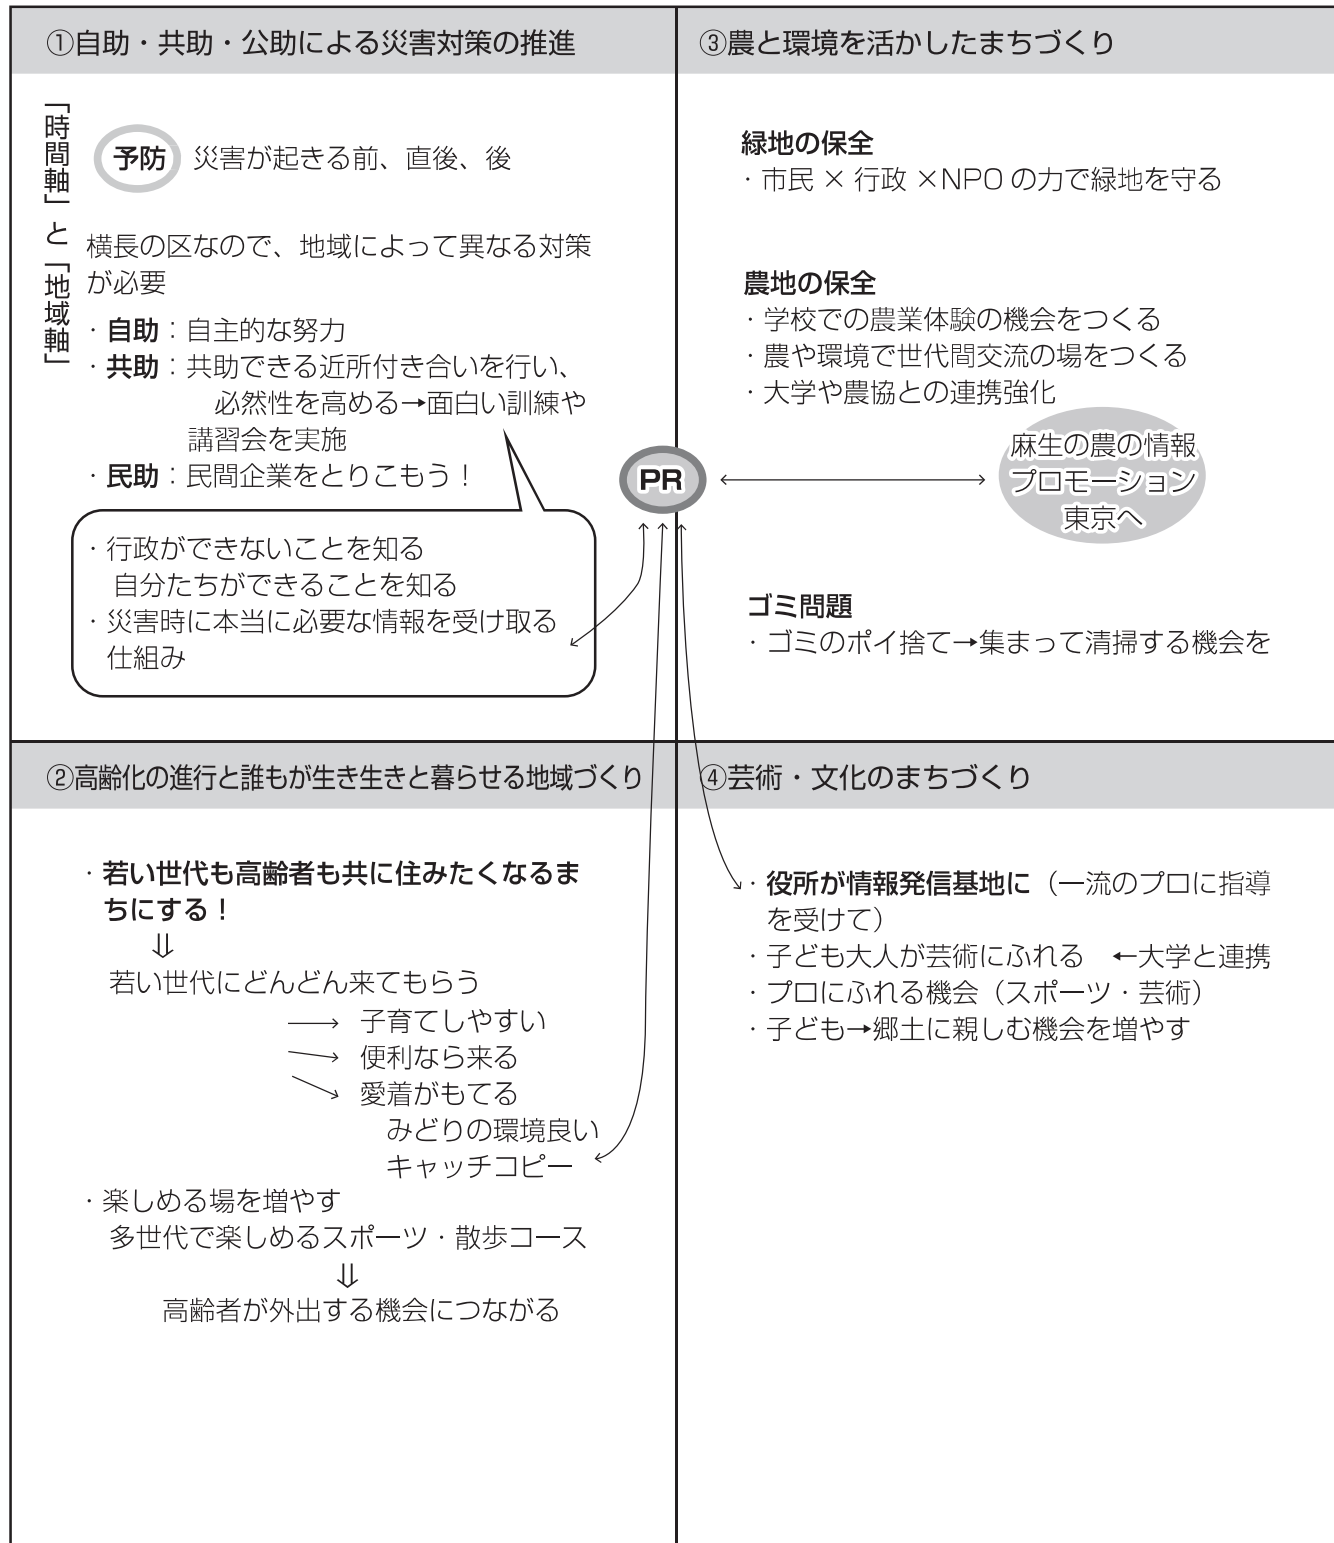 ①自助・共助・公助による災害対策の推進
「時間軸」と「地域軸」
予防 災害が起きる前、直後、後
横長の区なので、地域によって異なる対策
が必要
・自助：自主的な努力
・共助：共助できる近所付き合いを行い、
必然性を高める→面白い訓練や
講習会を実施
・民助：民間企業をとりこもう！
・行政ができないことを知る
自分たちができることを知る
・災害時に本当に必要な情報を受け取る
仕組み
PR
②高齢化の進行と誰もが生き生きと暮らせる地域づくり
・若い世代も高齢者も共に住みたくなるま
ちにする！
⇓
若い世代にどんどん来てもらう
→ 子育てしやすい
→ 便利なら来る
→ 愛着がもてる
みどりの環境良い
キャッチコピー
・楽しめる場を増やす
多世代で楽しめるスポーツ・散歩コース
⇓
高齢者が外出する機会につながる
③農と環境を活かしたまちづくり
緑地の保全
・市民 × 行政 ×NPO の力で緑地を守る
農地の保全
・学校での農業体験の機会をつくる
・農や環境で世代間交流の場をつくる
・大学や農協との連携強化
麻生の農の情報
プロモーション
東京へ
ゴミ問題
・ゴミのポイ捨て→集まって清掃する機会を
④芸術・文化のまちづくり
・役所が情報発信基地に（一流のプロに指導
を受けて）
・子ども大人が芸術にふれる ←大学と連携
・プロにふれる機会（スポーツ・芸術）
・子ども→郷土に親しむ機会を増やす